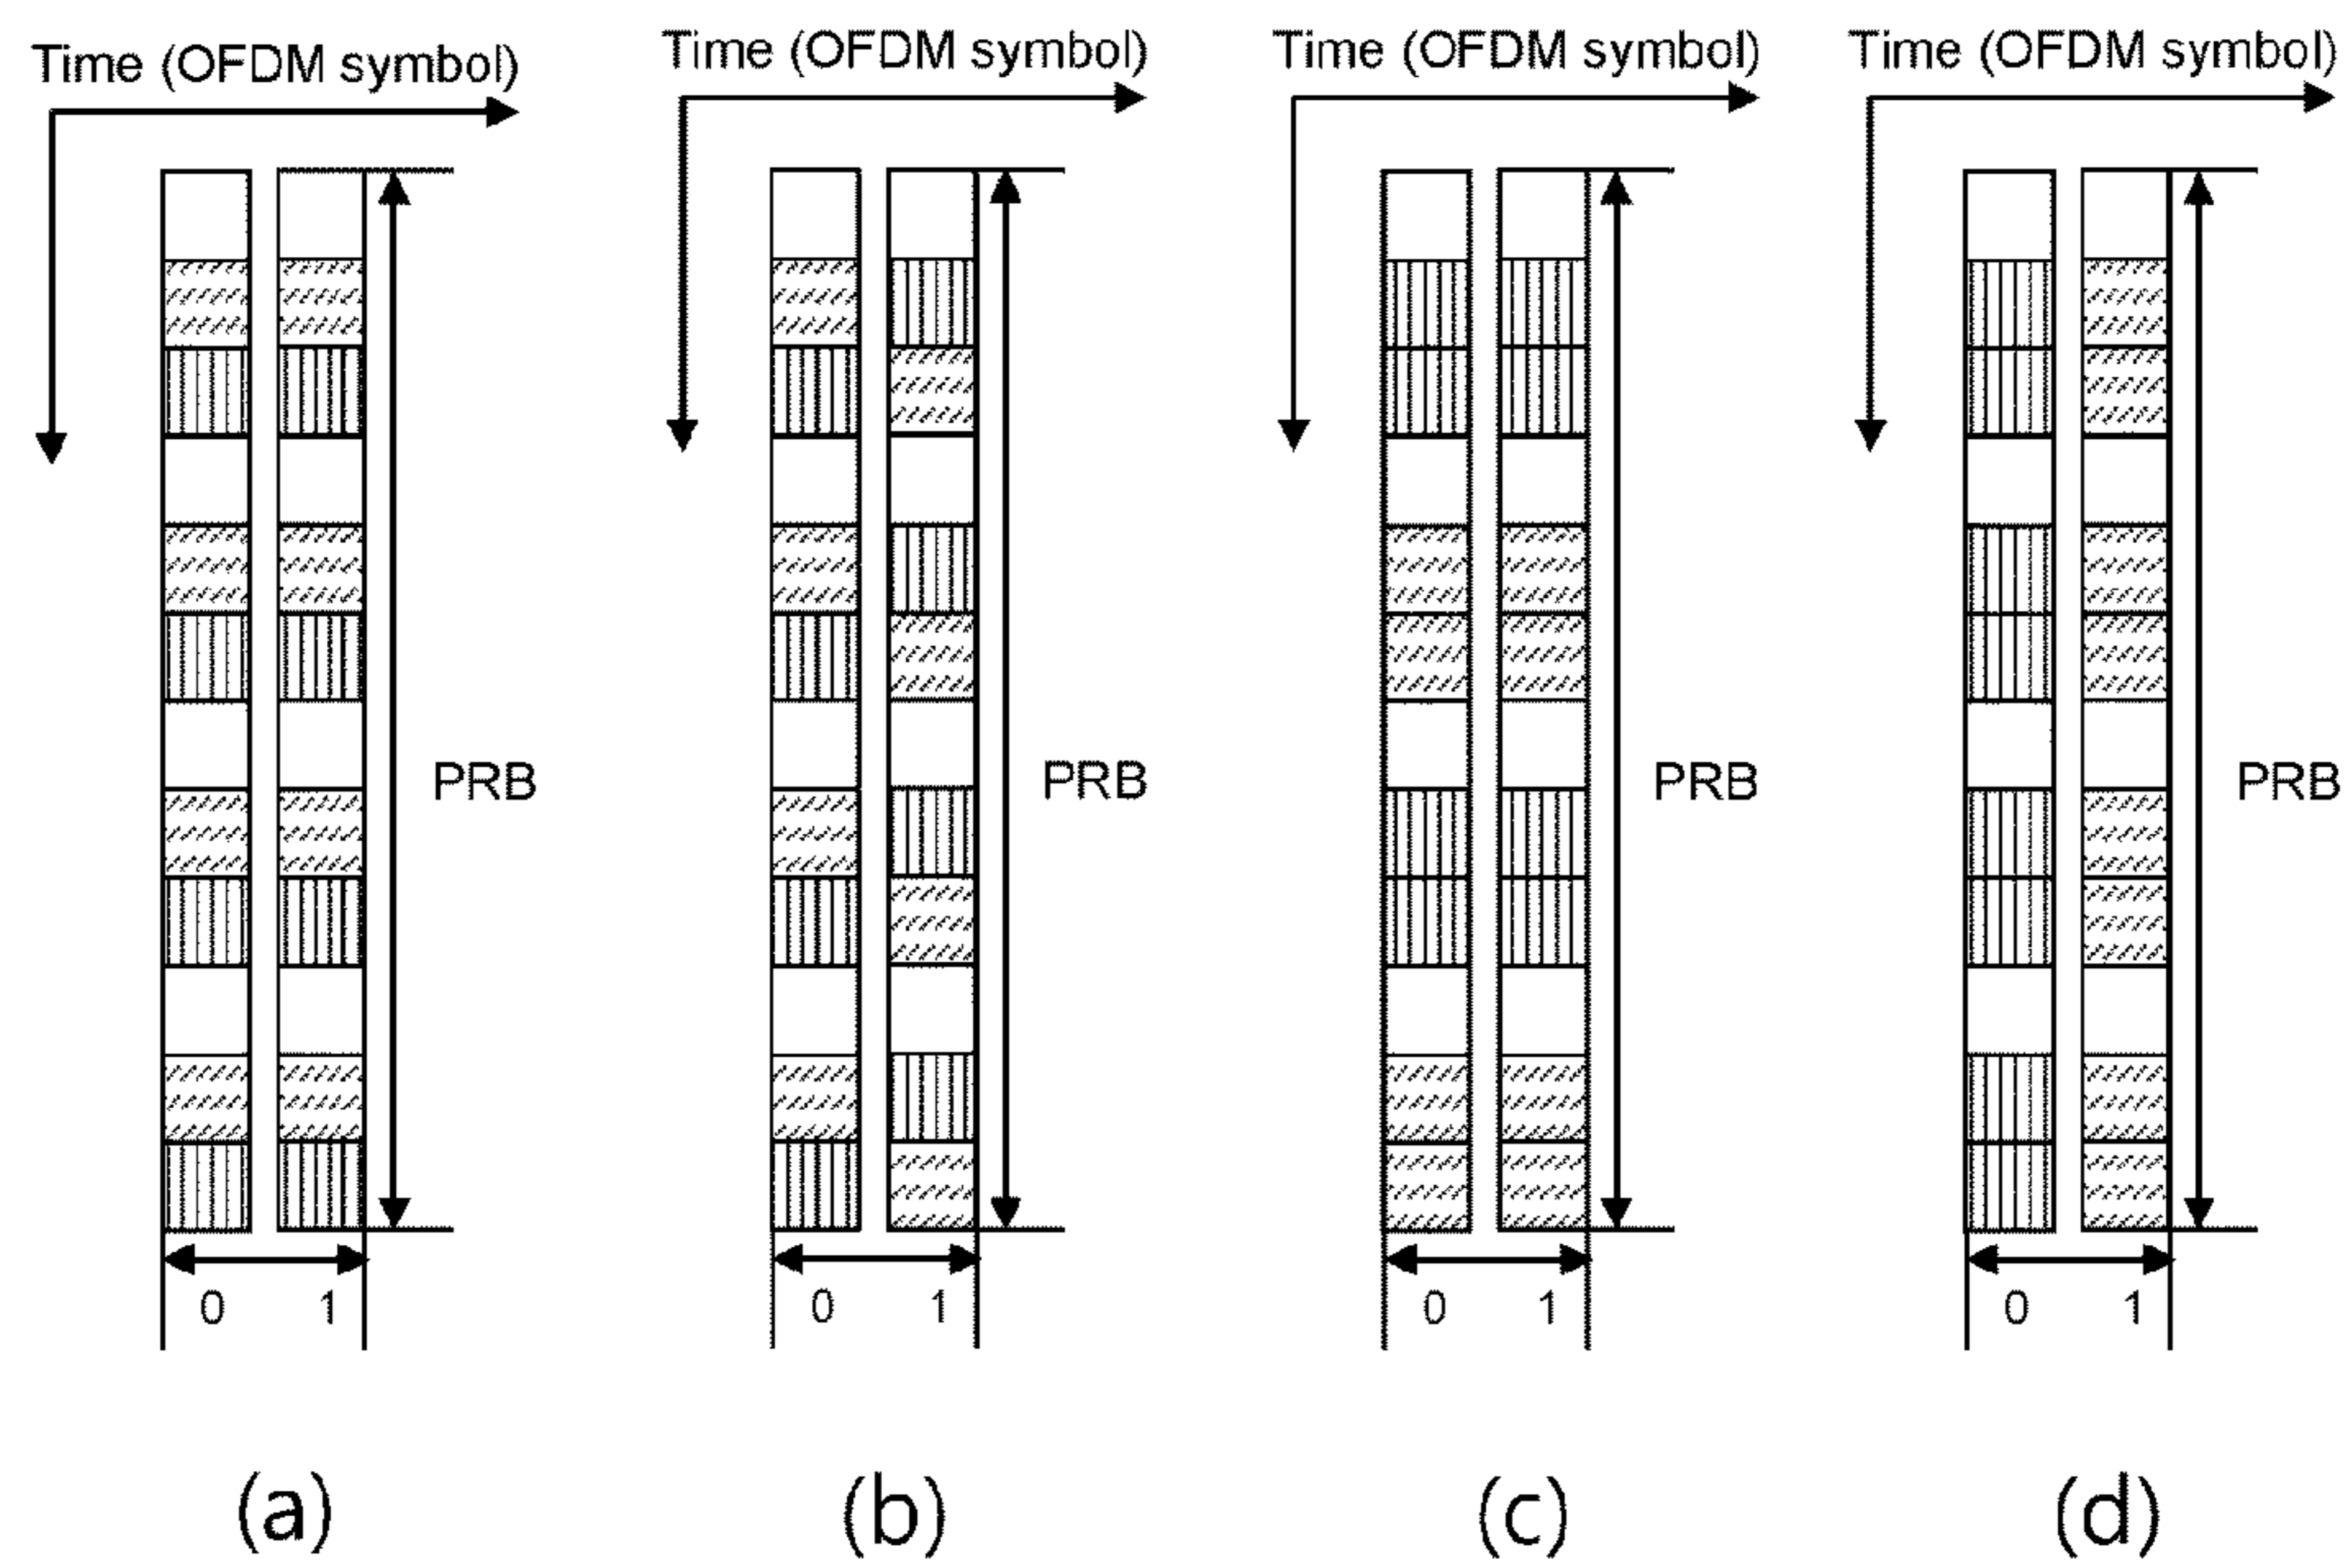 Time (OFDM symbol) Time (OFDM symbol) Time (OFDM symbol) Time (OFDM symbol)
PRB PRB PRB PRB
0 1 0 1 0 1 0 1
(a) (b) (c) (d)